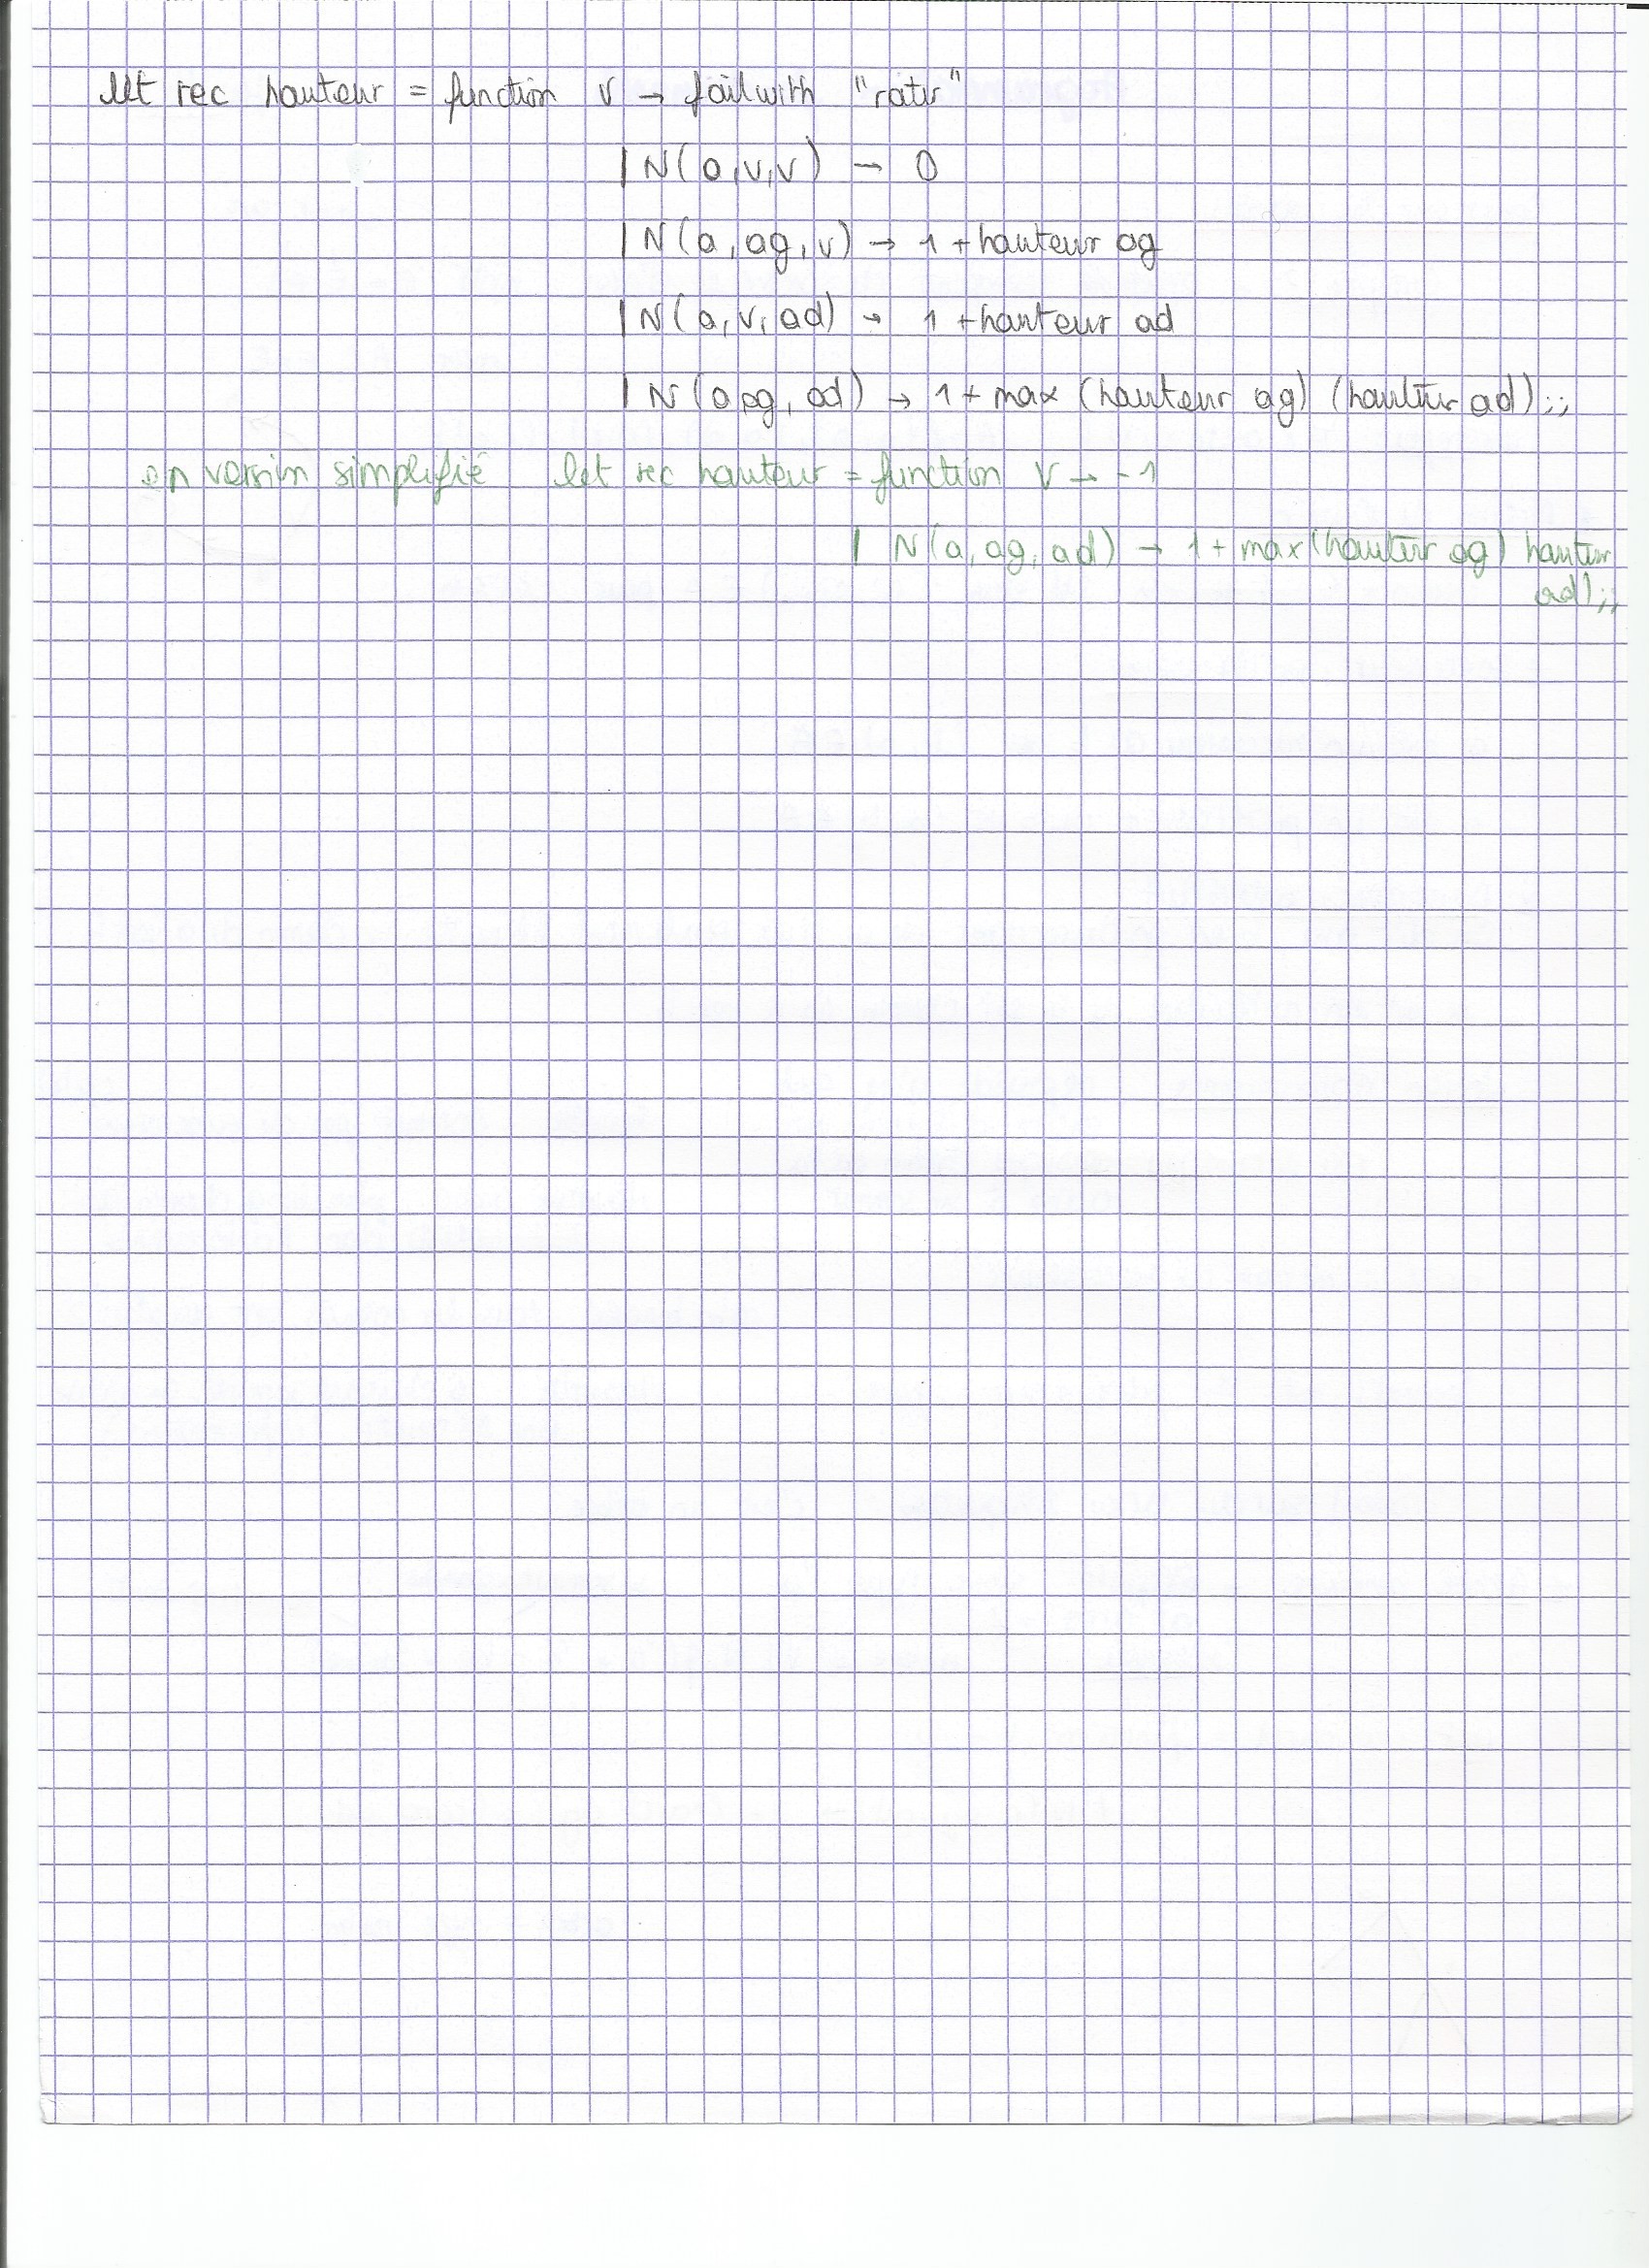 let rec hauteur = function V → failwith "rater"
| N(a,V,V) → 0
| N(a, ag, V) → 1 + hauteur ag
| N(a, V, ad) → 1 + hauteur ad
| N(a, ag, ad) → 1 + max (hauteur ag) (hauteur ad);;
en version simplifié let rec hauteur = function V → -1
| N(a, ag, ad) → 1 + max (hauteur ag) hauteur
ad);;